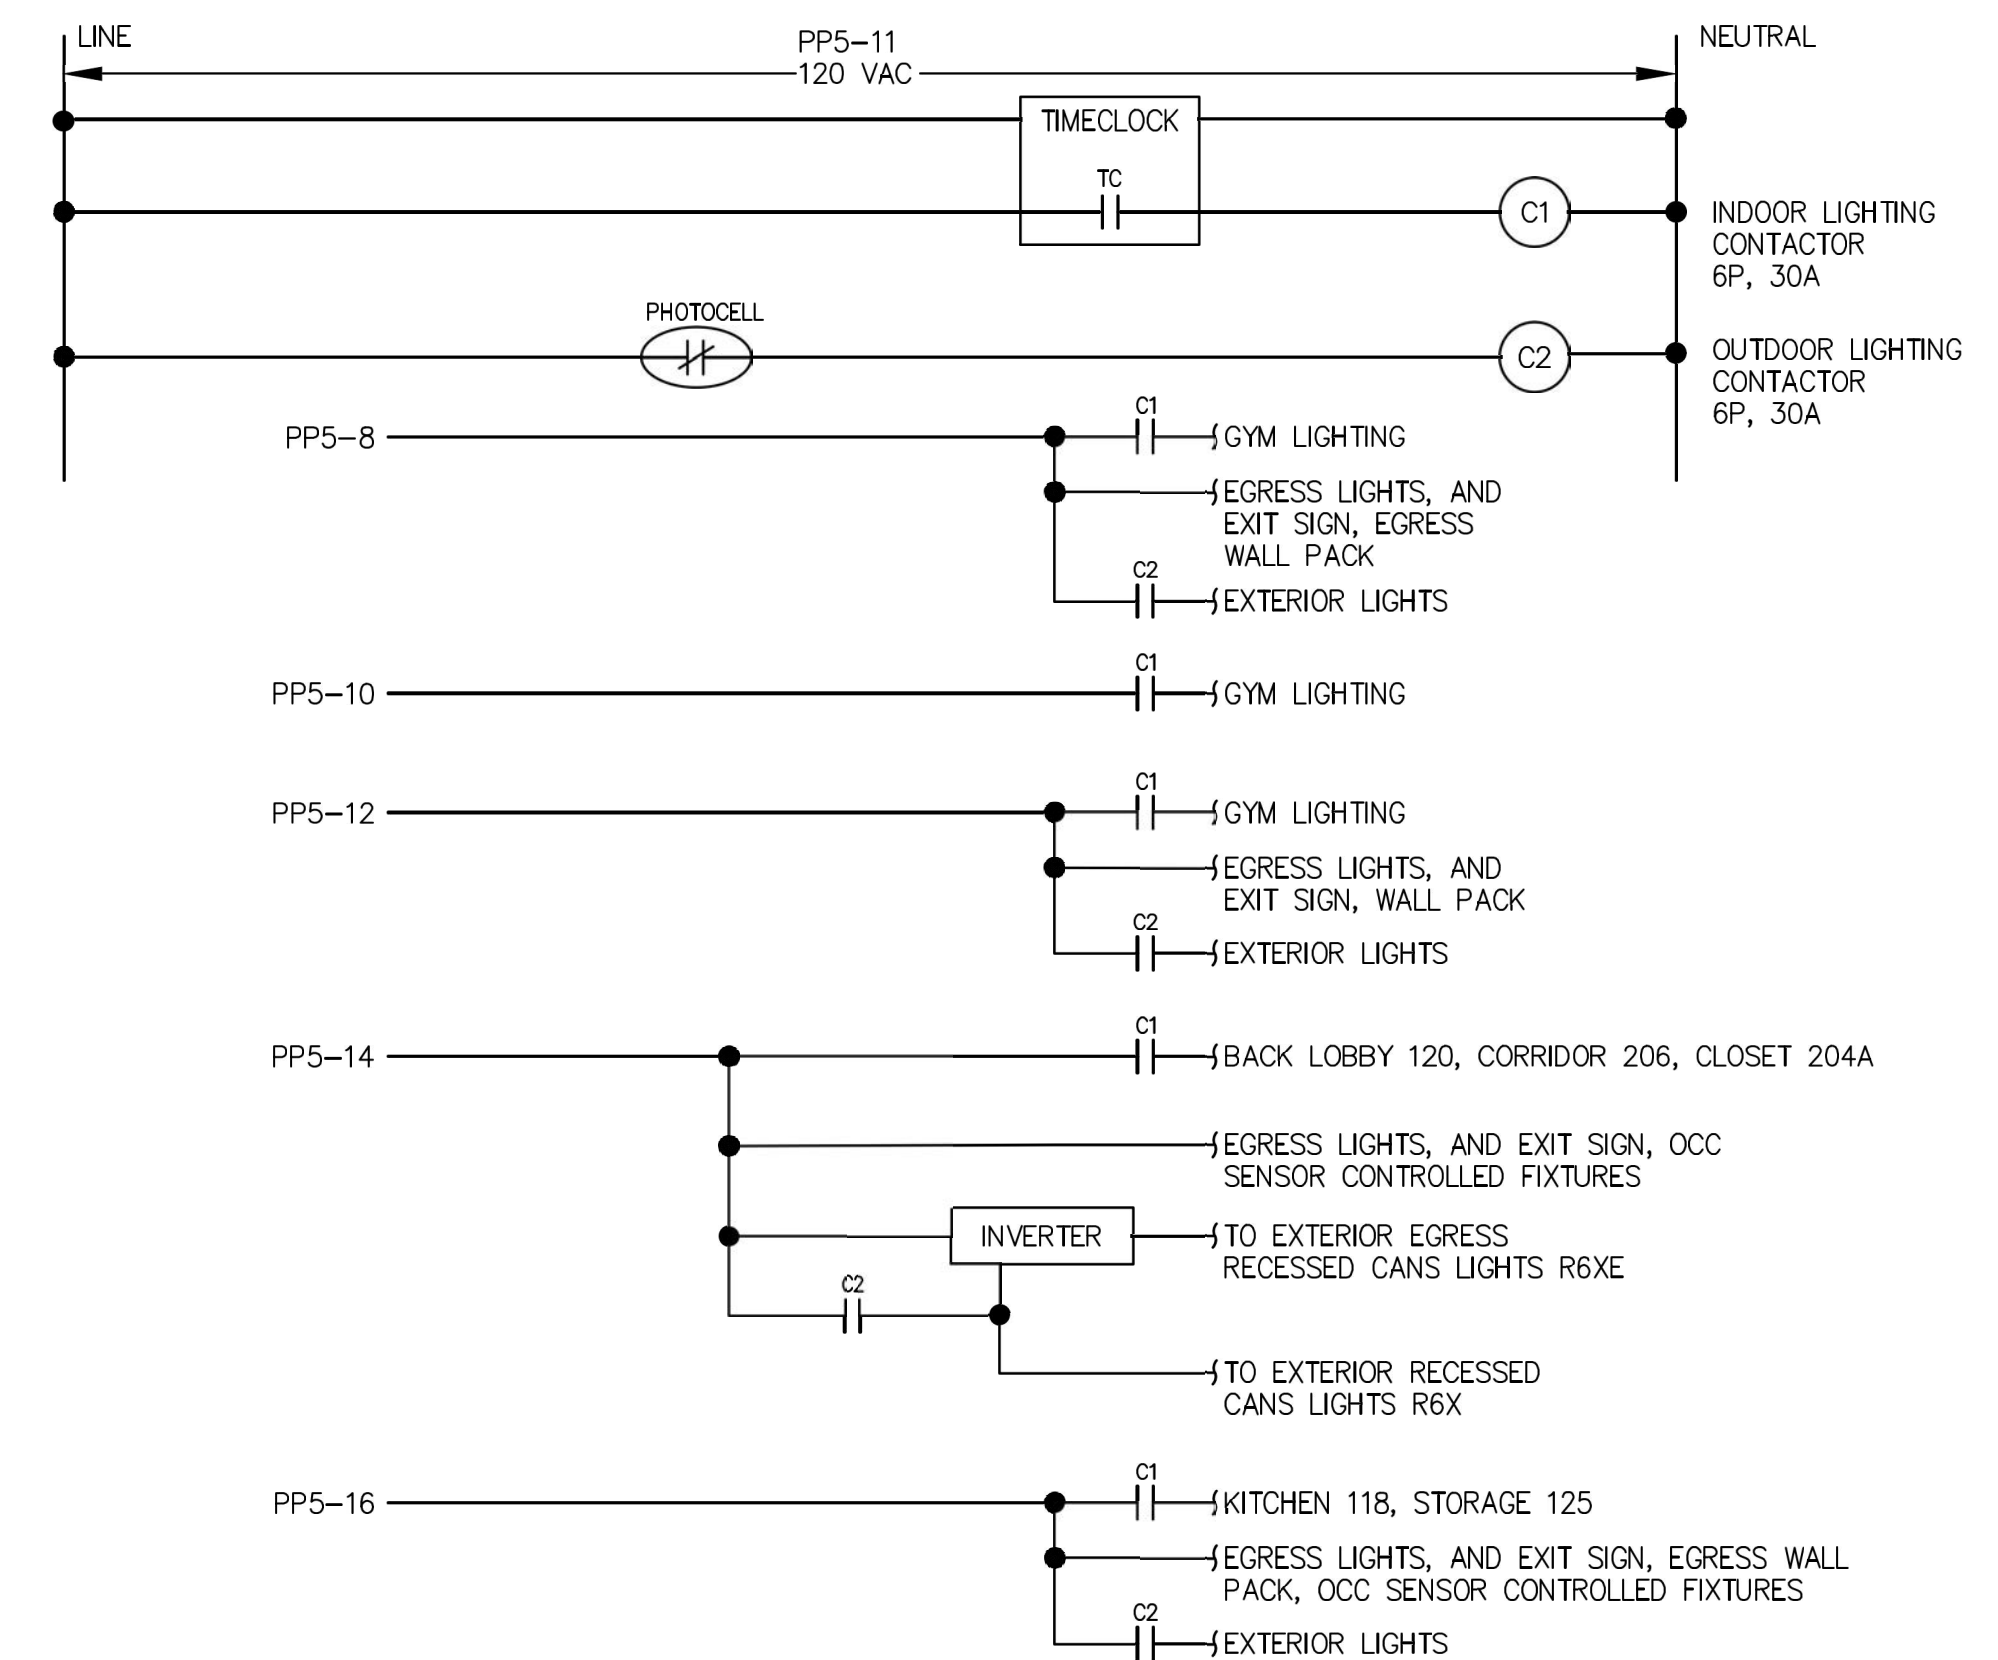 LINE
PP5-11
120 VAC
NEUTRAL
TIMECLOCK
TC
C1
INDOOR LIGHTING
CONTACTOR
6P, 30A
PHOTOCELL
C2
OUTDOOR LIGHTING
CONTACTOR
6P, 30A
PP5-8
C1
GYM LIGHTING
EGRESS LIGHTS, AND
EXIT SIGN, EGRESS
WALL PACK
C2
EXTERIOR LIGHTS
PP5-10
C1
GYM LIGHTING
PP5-12
C1
GYM LIGHTING
EGRESS LIGHTS, AND
EXIT SIGN, WALL PACK
C2
EXTERIOR LIGHTS
PP5-14
C1
BACK LOBBY 120, CORRIDOR 206, CLOSET 204A
EGRESS LIGHTS, AND EXIT SIGN, OCC
SENSOR CONTROLLED FIXTURES
INVERTER
TO EXTERIOR EGRESS
RECESSED CANS LIGHTS R6XE
C2
TO EXTERIOR RECESSED
CANS LIGHTS R6X
PP5-16
C1
KITCHEN 118, STORAGE 125
EGRESS LIGHTS, AND EXIT SIGN, EGRESS WALL
PACK, OCC SENSOR CONTROLLED FIXTURES
C2
EXTERIOR LIGHTS